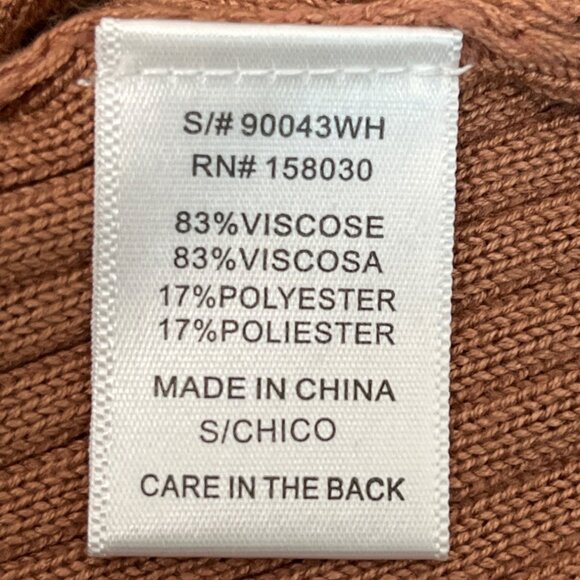 S/# 90043WH
RN# 158030
83%VISCOSE
83%VISCOSA
17%POLYESTER
17%POLIESTER
MADE IN CHINA
S/CHICO
CARE IN THE BACK